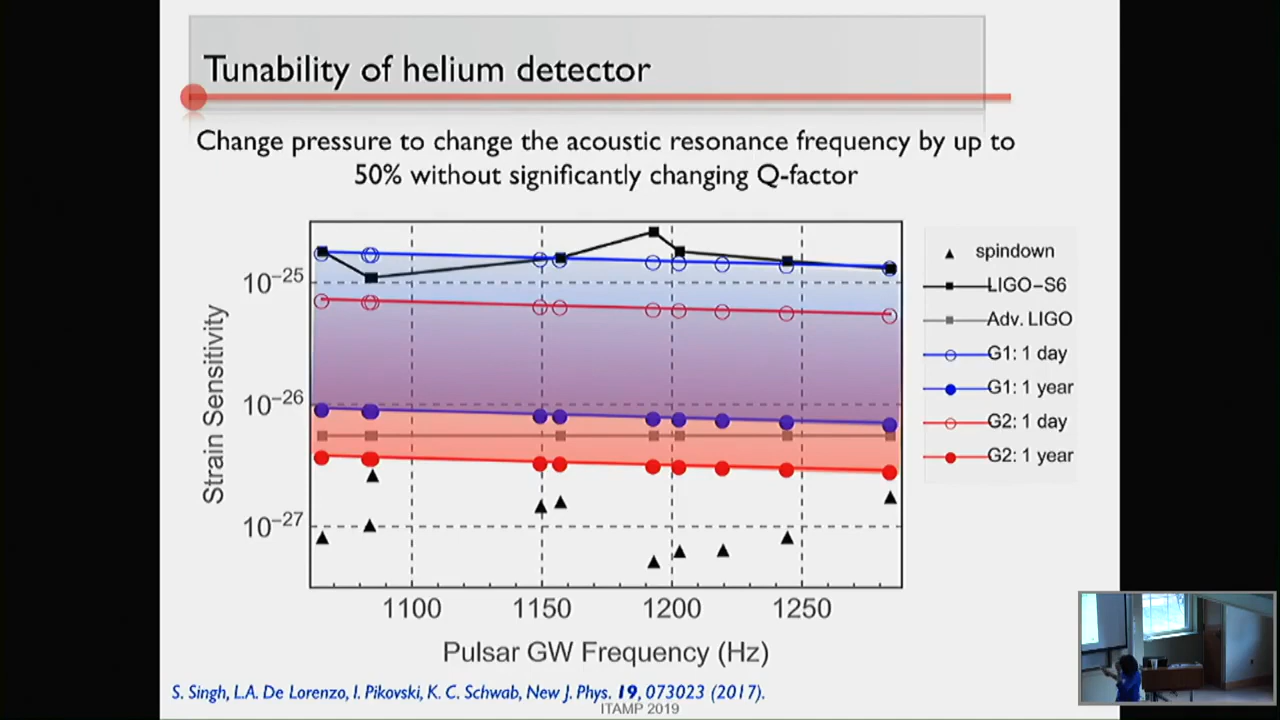 Tunability of helium detector
Change pressure to change the acoustic resonance frequency by up to
50% without significantly changing Q-factor
Strain Sensitivity
10−25
10−26
10−27
1100 1150 1200 1250
Pulsar GW Frequency (Hz)
spindown
LIGO−S6
Adv. LIGO
G1: 1 day
G1: 1 year
G2: 1 day
G2: 1 year
S. Singh, L.A. De Lorenzo, I. Pikovski, K. C. Schwab, New J. Phys. 19, 073023 (2017).
ITAMP 2019